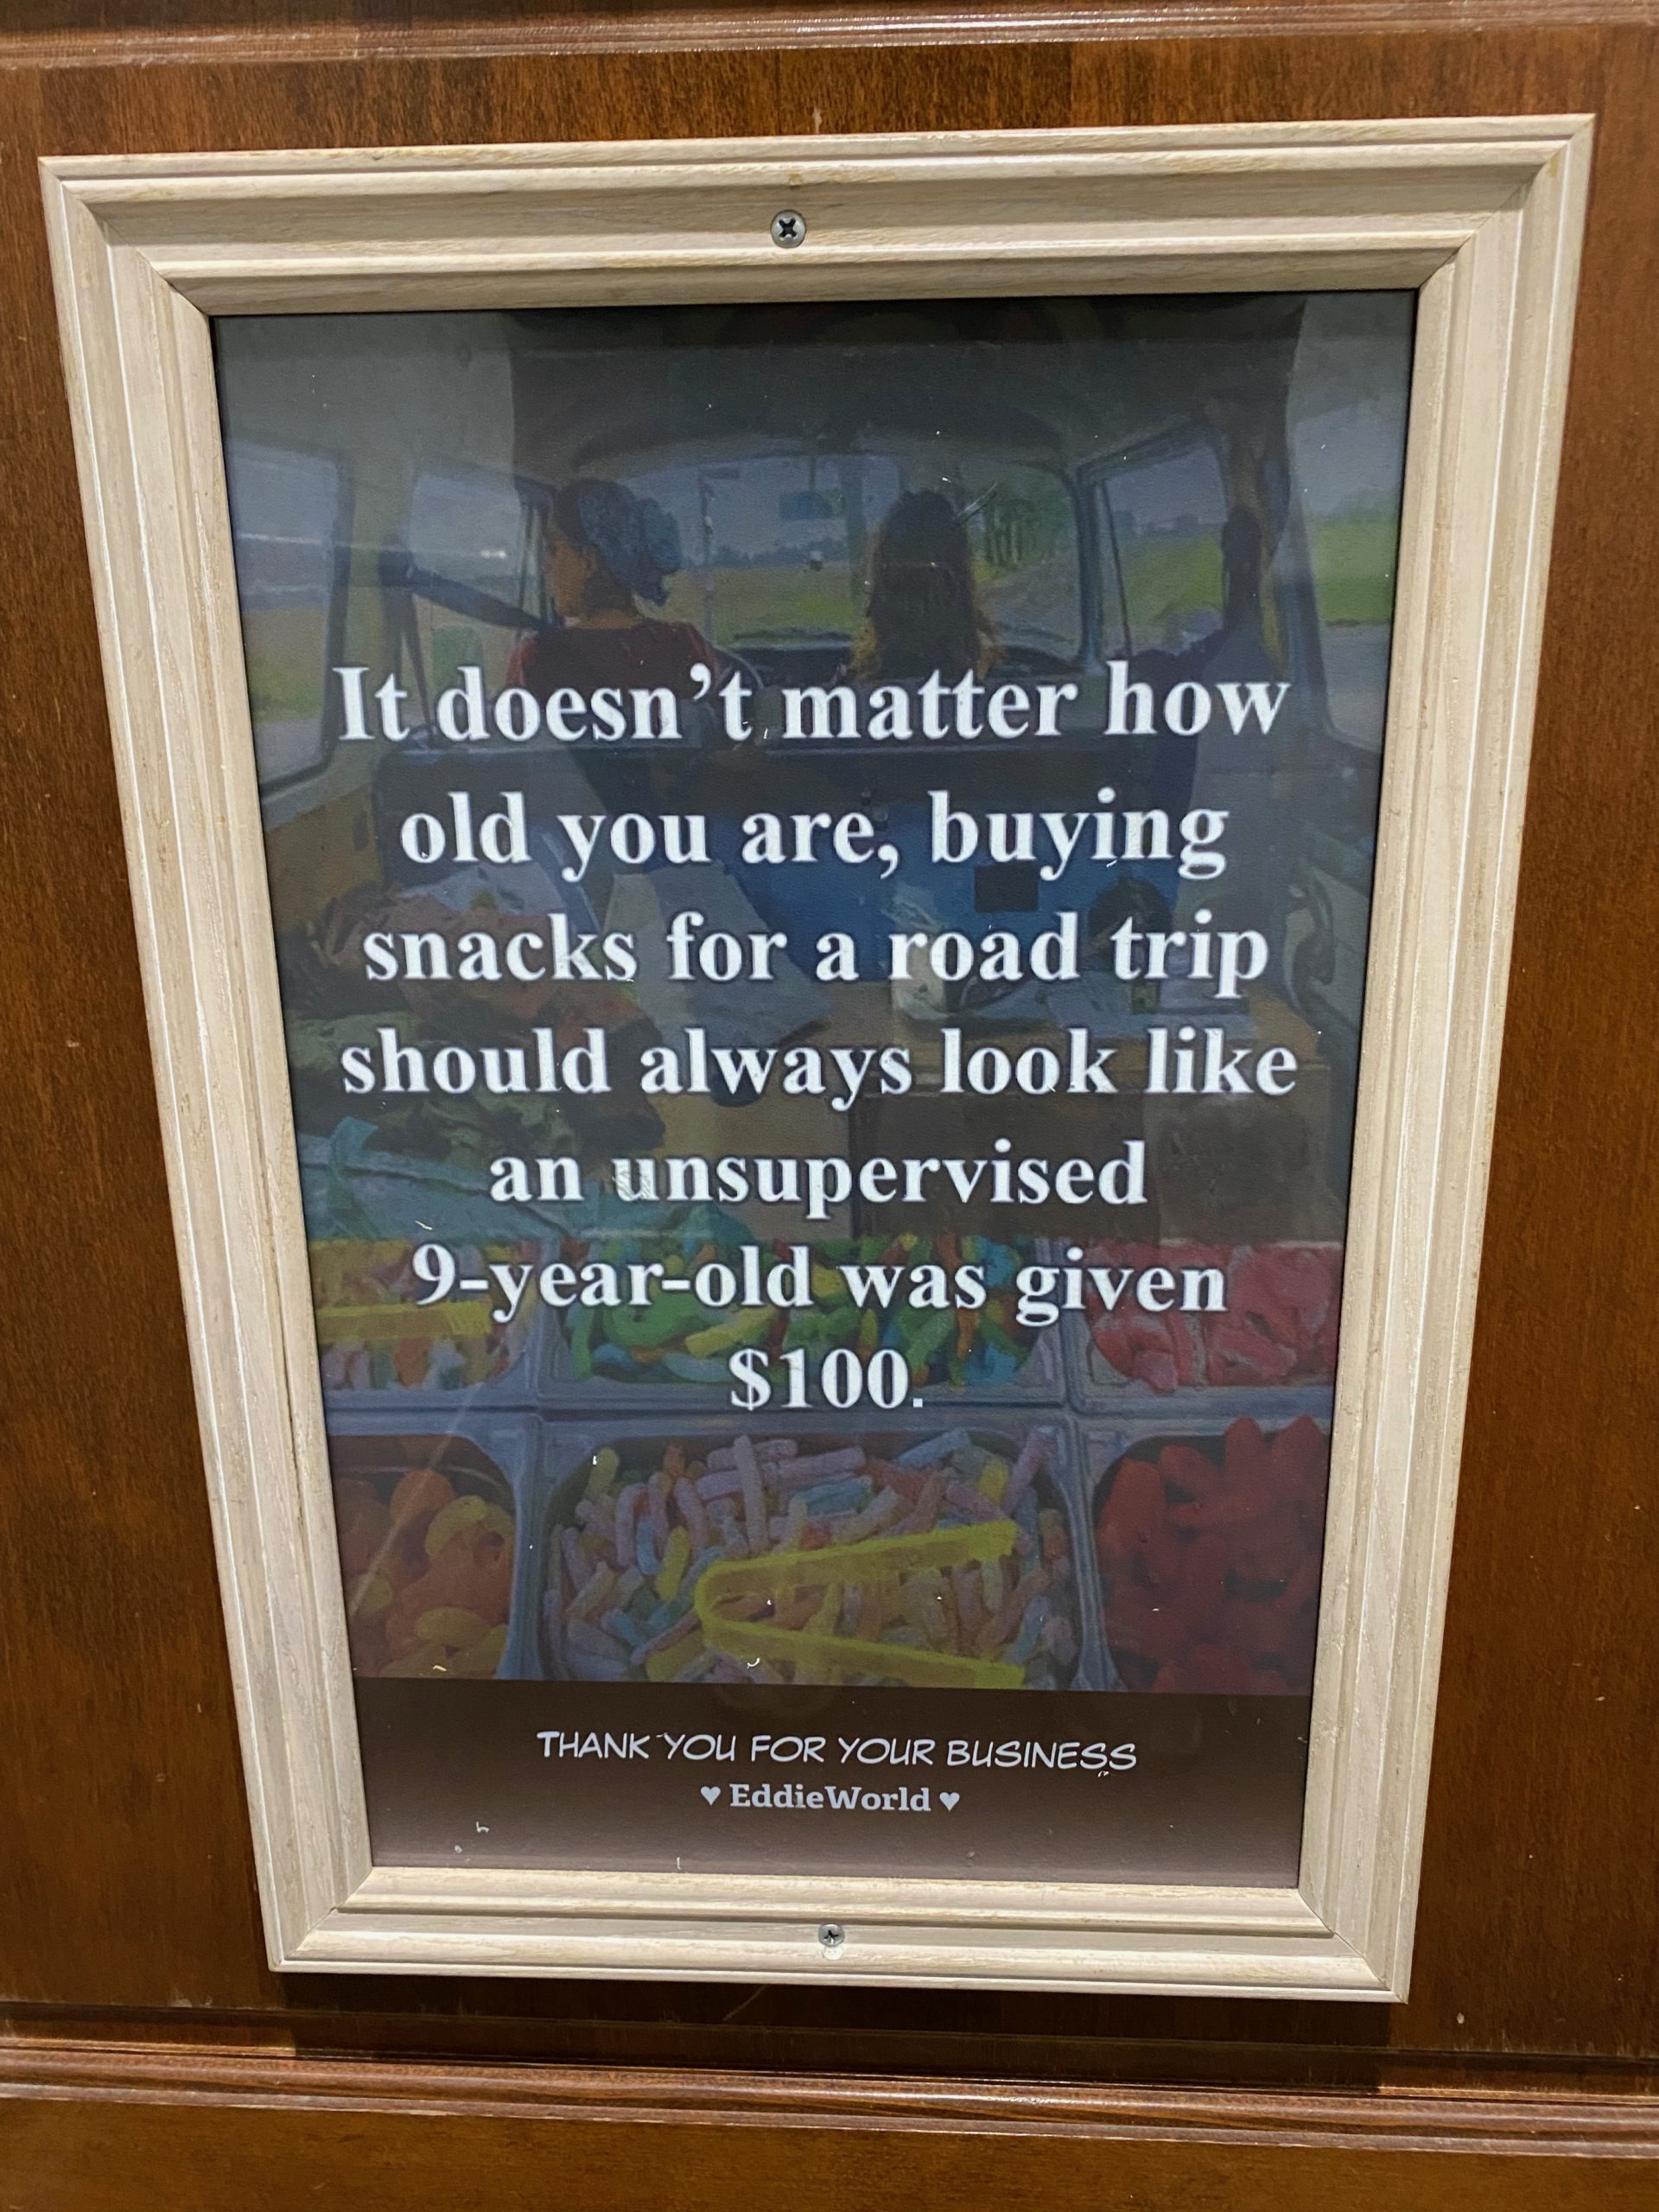 It doesn't matter how
old you are, buying
snacks for a road trip
should always look like
an unsupervised
9-year-old was given
$100.
THANK YOU FOR YOUR BUSINESS
♥ EddieWorld ♥